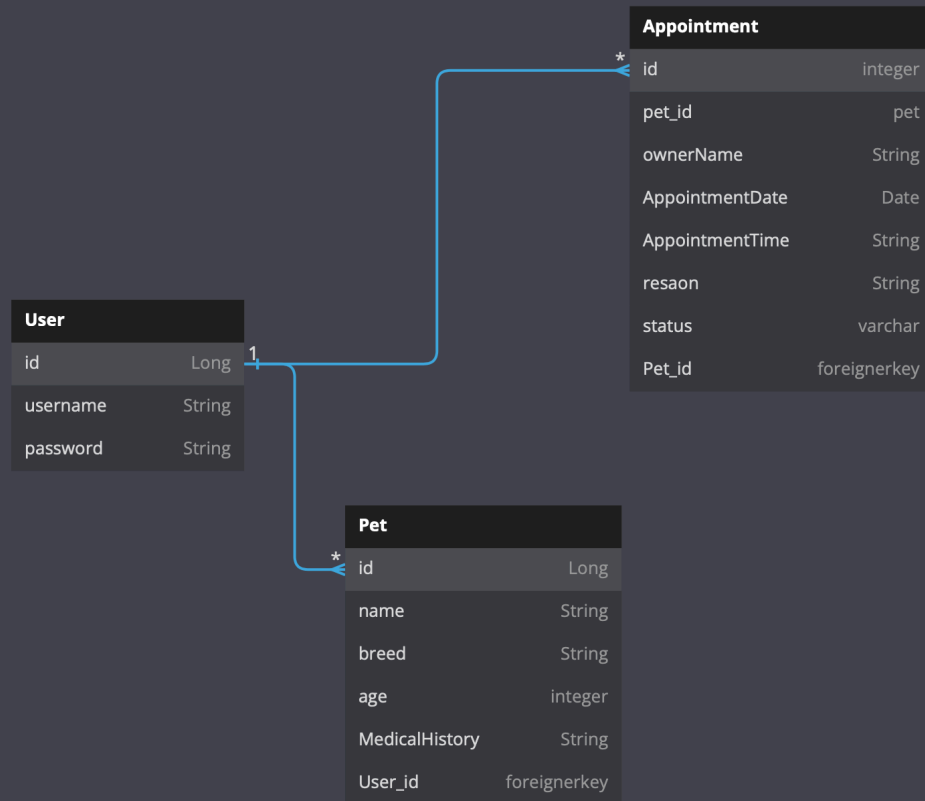 Appointment
* id integer
pet_id pet
ownerName String
AppointmentDate Date
AppointmentTime String
resaon String
status varchar
Pet_id foreignerkey
User
id Long 1
username String
password String
Pet
* id Long
name String
breed String
age integer
MedicalHistory String
User_id foreignerkey